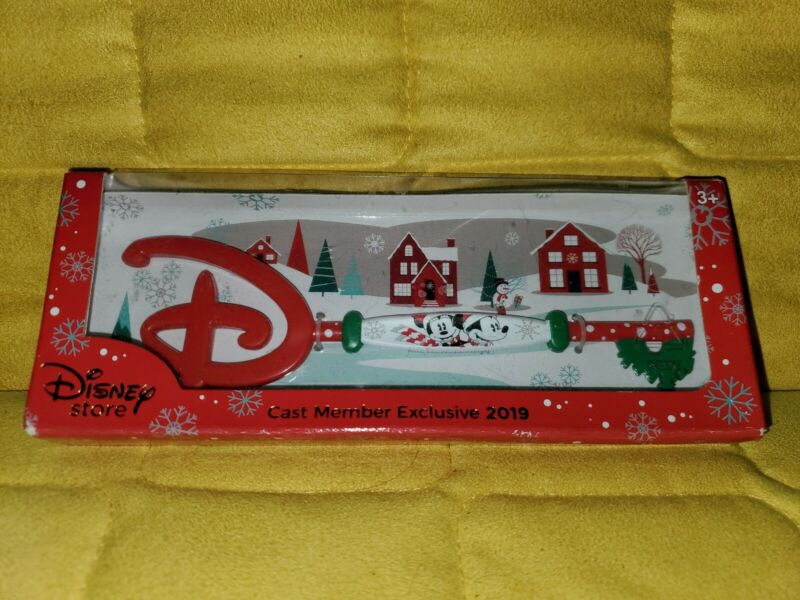 3+
Disney
store
Cast Member Exclusive 2019